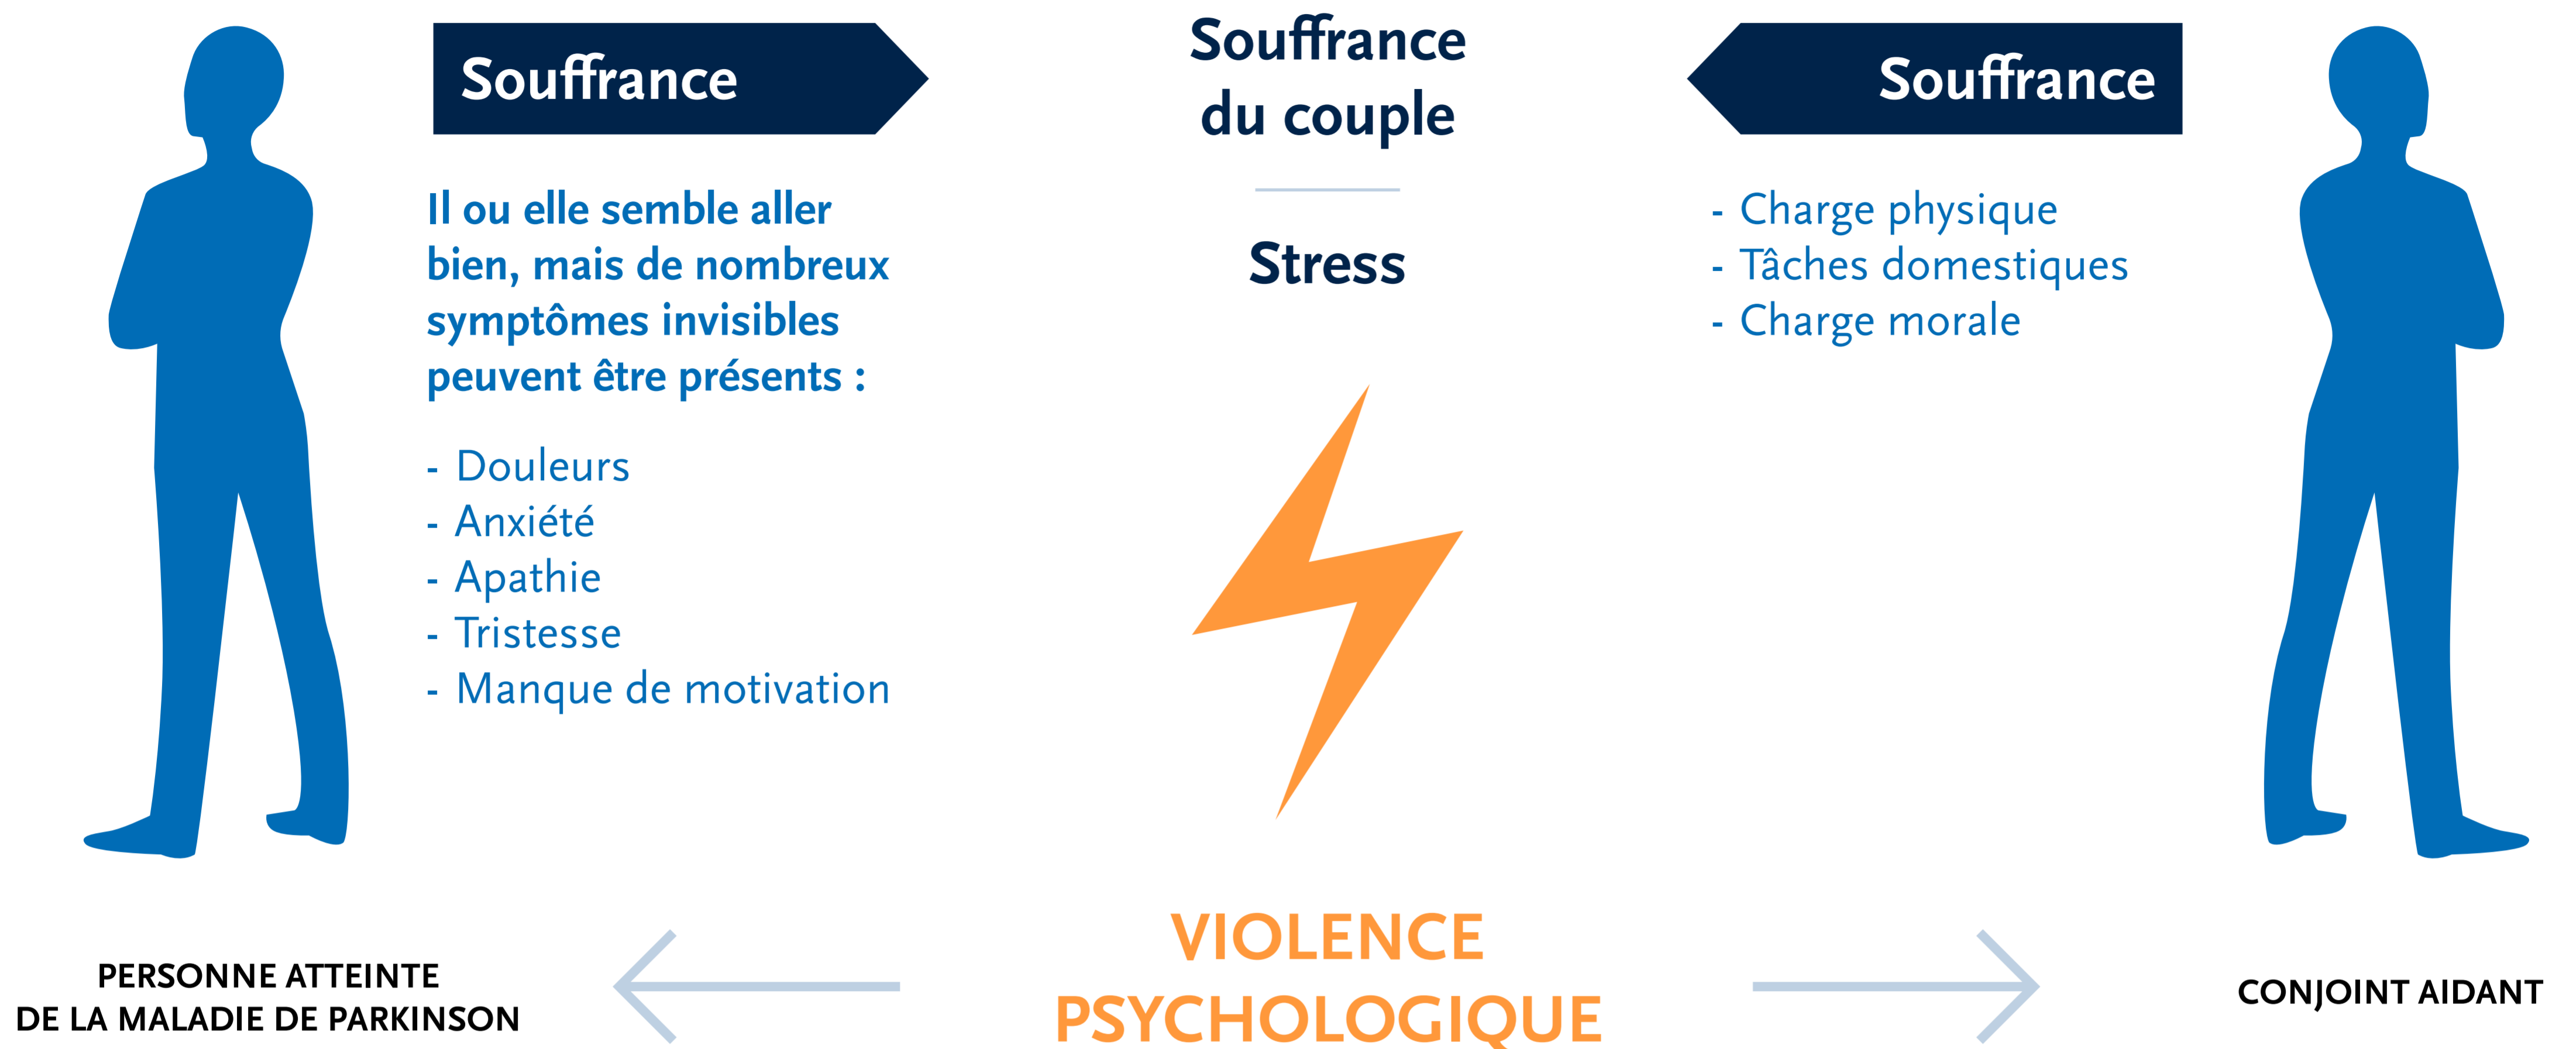 Souffrance
Il ou elle semble aller
bien, mais de nombreux
symptômes invisibles
peuvent être présents :
- Douleurs
- Anxiété
- Apathie
- Tristesse
- Manque de motivation
Souffrance
du couple
Stress
Souffrance
- Charge physique
- Tâches domestiques
- Charge morale
PERSONNE ATTEINTE
DE LA MALADIE DE PARKINSON
VIOLENCE
PSYCHOLOGIQUE
CONJOINT AIDANT